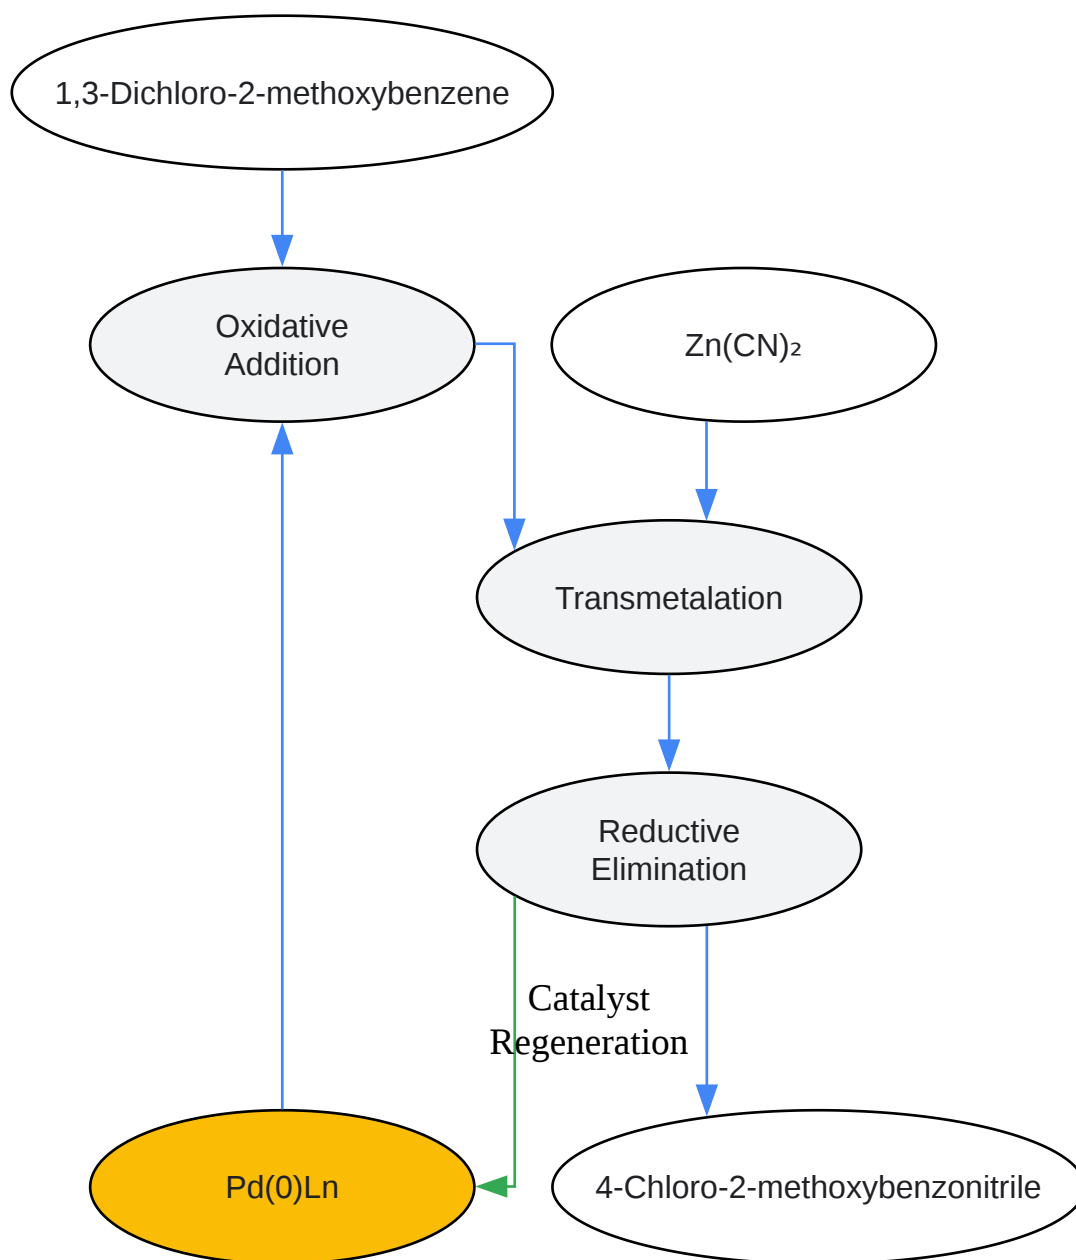 1,3-Dichloro-2-methoxybenzene
Oxidative
Addition
Zn(CN)₂
Transmetalation
Reductive
Elimination
Catalyst
Regeneration
Pd(0)Ln
4-Chloro-2-methoxybenzonitrile